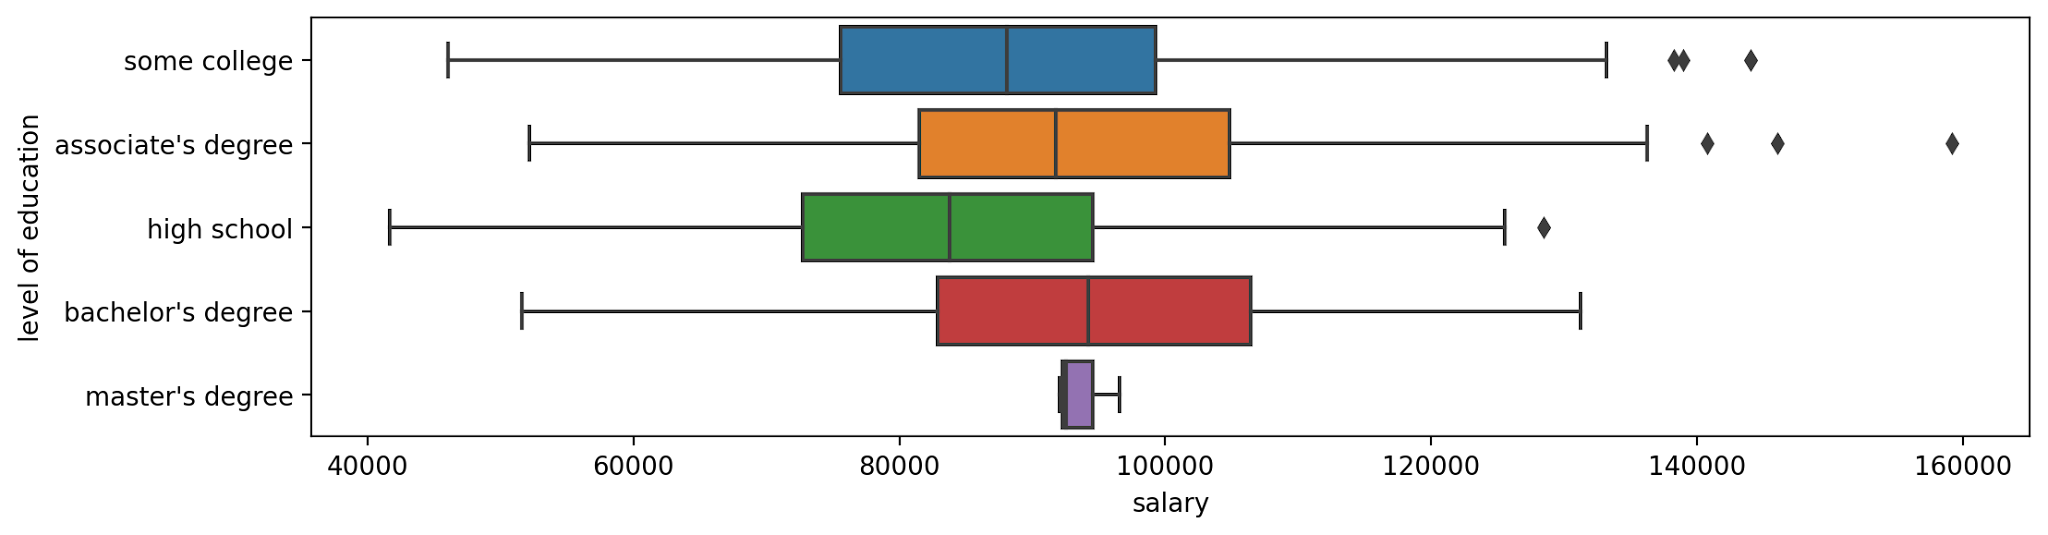 level of education
some college
associate's degree
high school
bachelor's degree
master's degree
40000 60000 80000 100000 120000 140000 160000
salary